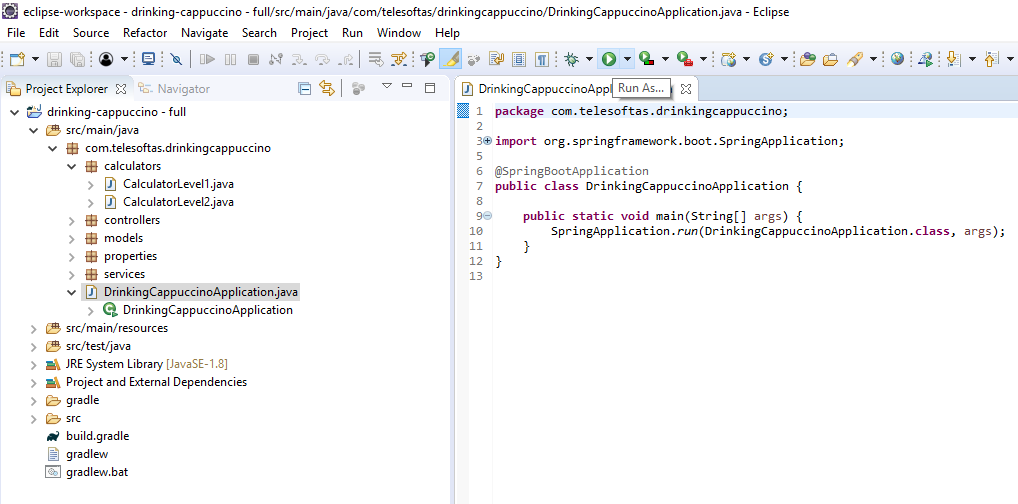 eclipse-workspace - drinking-cappuccino - full/src/main/java/com/telesoftas/drinkingcappuccino/DrinkingCappuccinoApplication.java - Eclipse
File Edit Source Refactor Navigate Search Project Run Window Help
Project Explorer Navigator
drinking-cappuccino - full
src/main/java
com.telesoftas.drinkingcappuccino
calculators
CalculatorLevel1.java
CalculatorLevel2.java
controllers
models
properties
services
DrinkingCappuccinoApplication.java
DrinkingCappuccinoApplication
src/main/resources
src/test/java
JRE System Library [JavaSE-1.8]
Project and External Dependencies
gradle
src
build.gradle
gradlew
gradlew.bat
DrinkingCappuccinoAppl
Run As...
1 package com.telesoftas.drinkingcappuccino;
2
3 import org.springframework.boot.SpringApplication;
5
6 @SpringBootApplication
7 public class DrinkingCappuccinoApplication {
8
9 public static void main(String[] args) {
10 SpringApplication.run(DrinkingCappuccinoApplication.class, args);
11 }
12 }
13